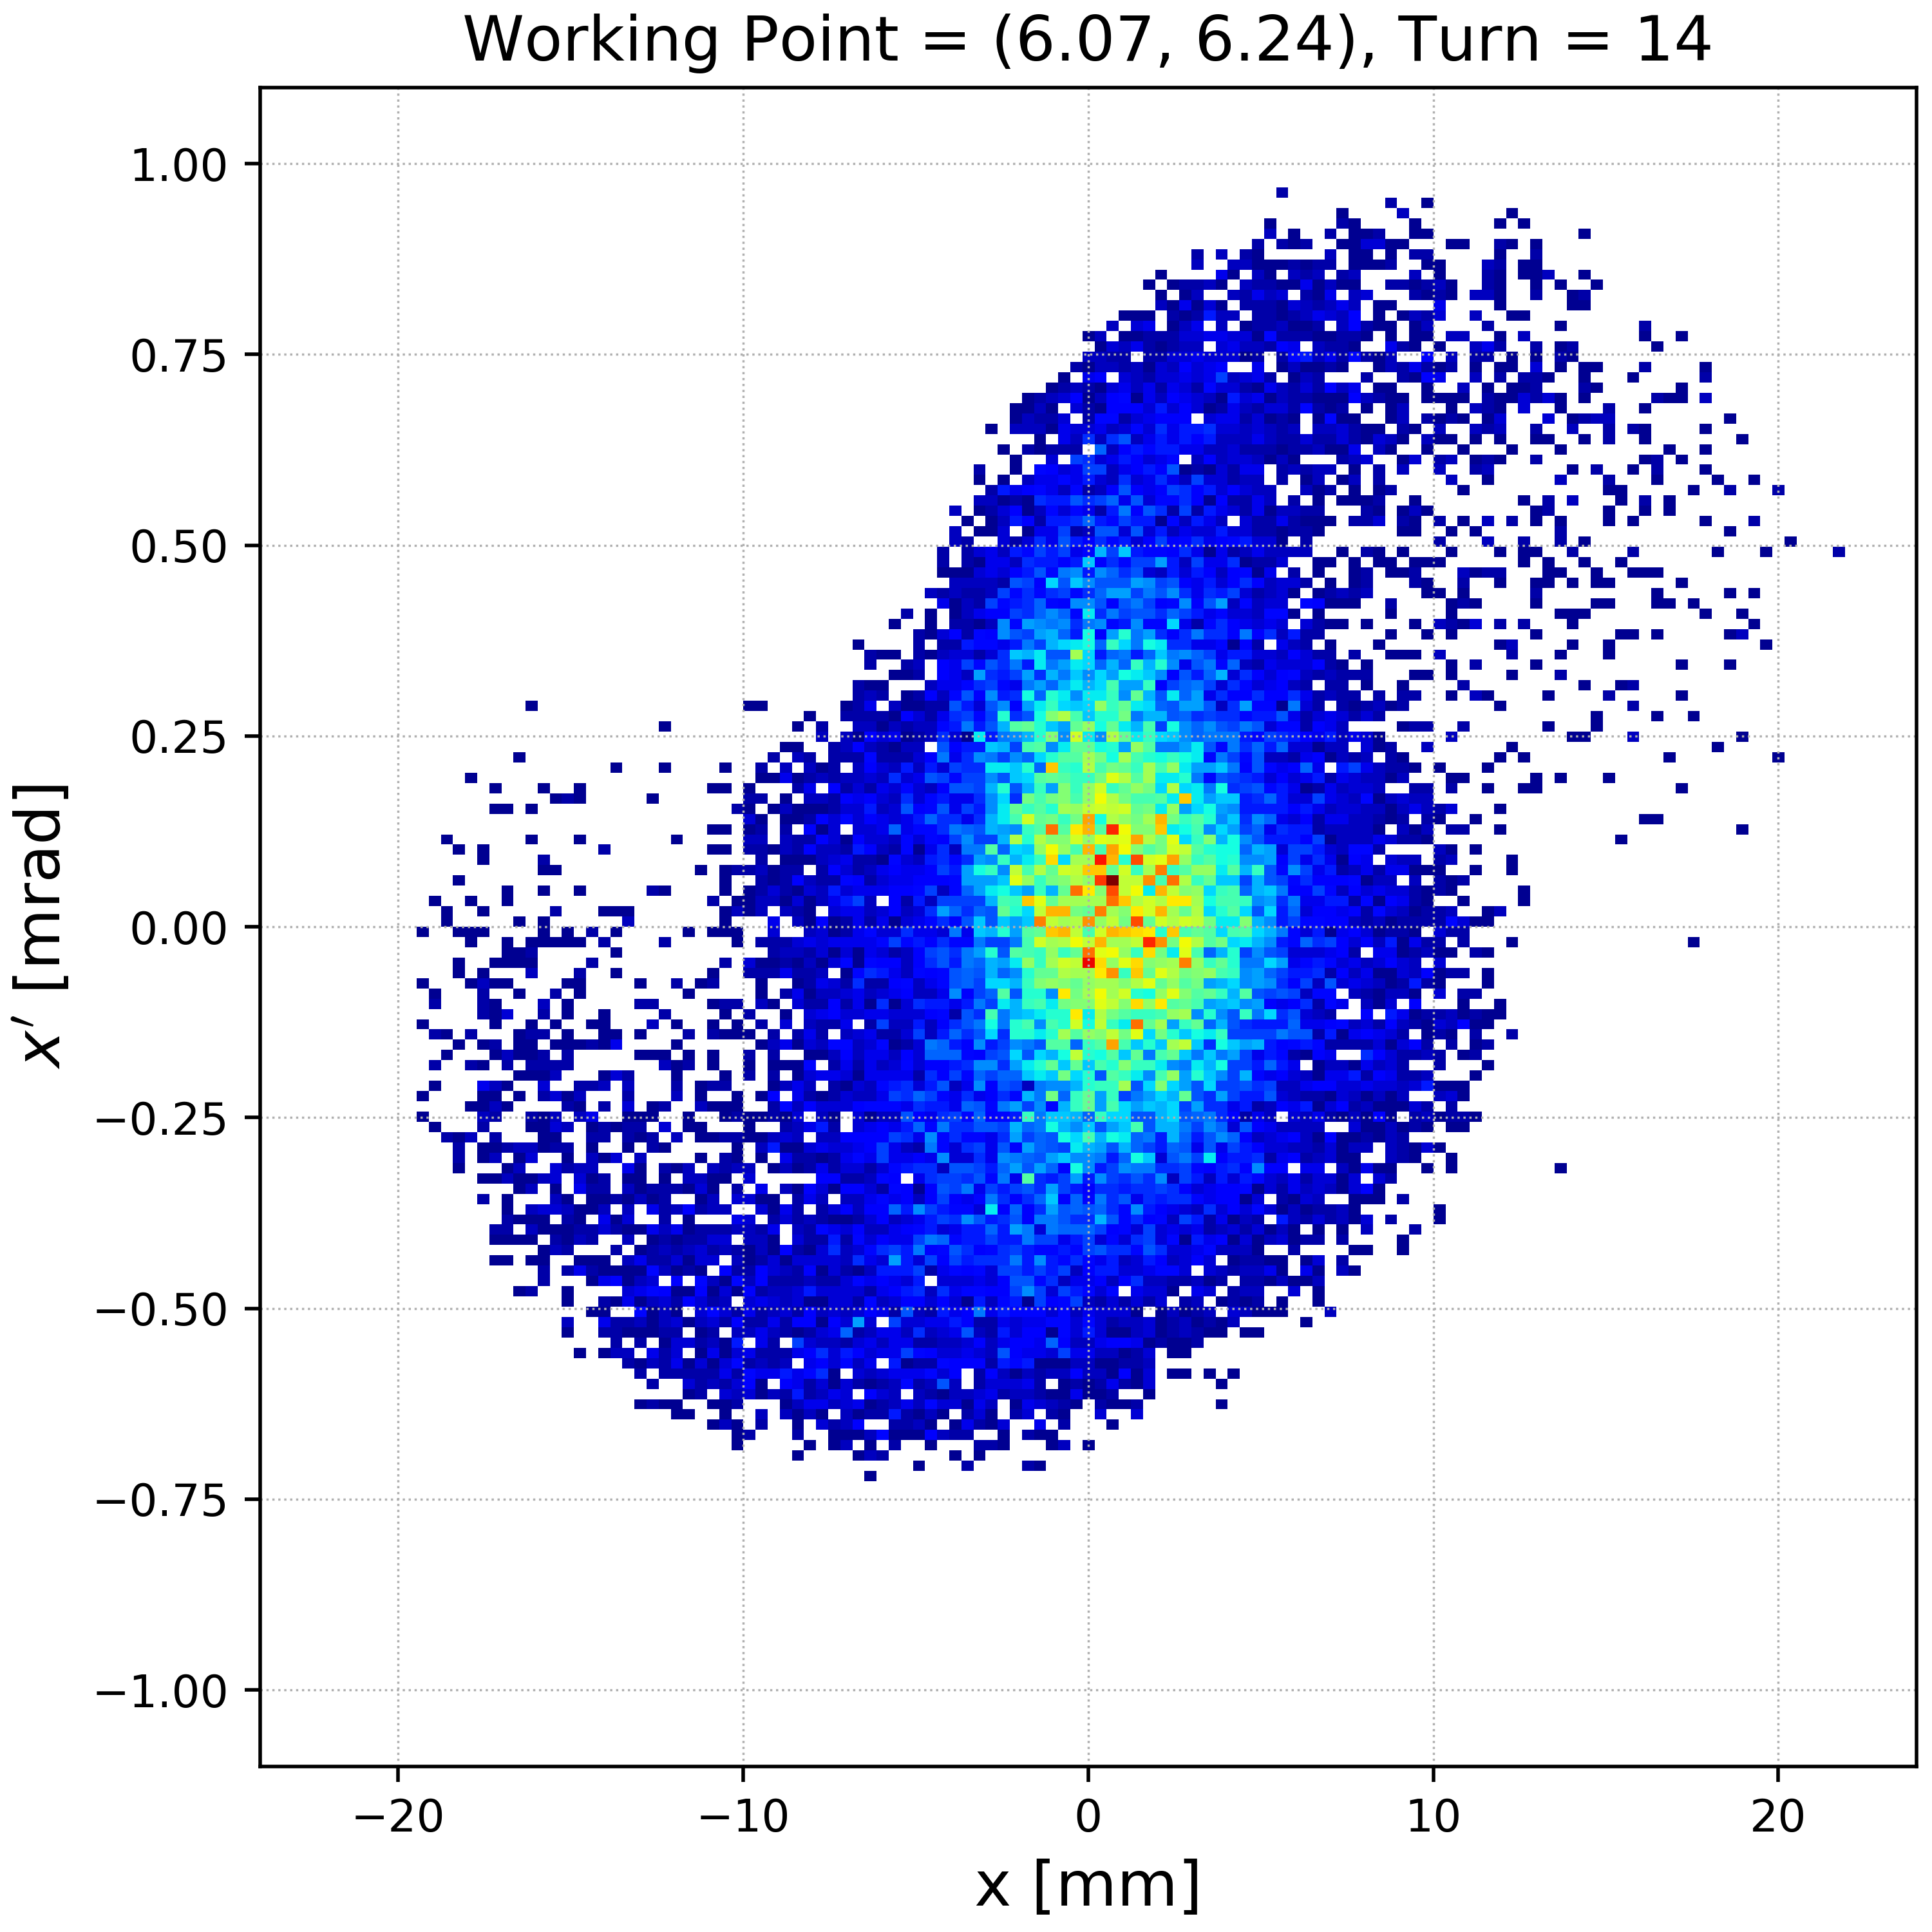 Working Point = (6.07, 6.24), Turn = 14
1.00
0.75
0.50
0.25
0.00
−0.25
−0.50
−0.75
−1.00
x′ [mrad]
−20 −10 0 10 20
x [mm]